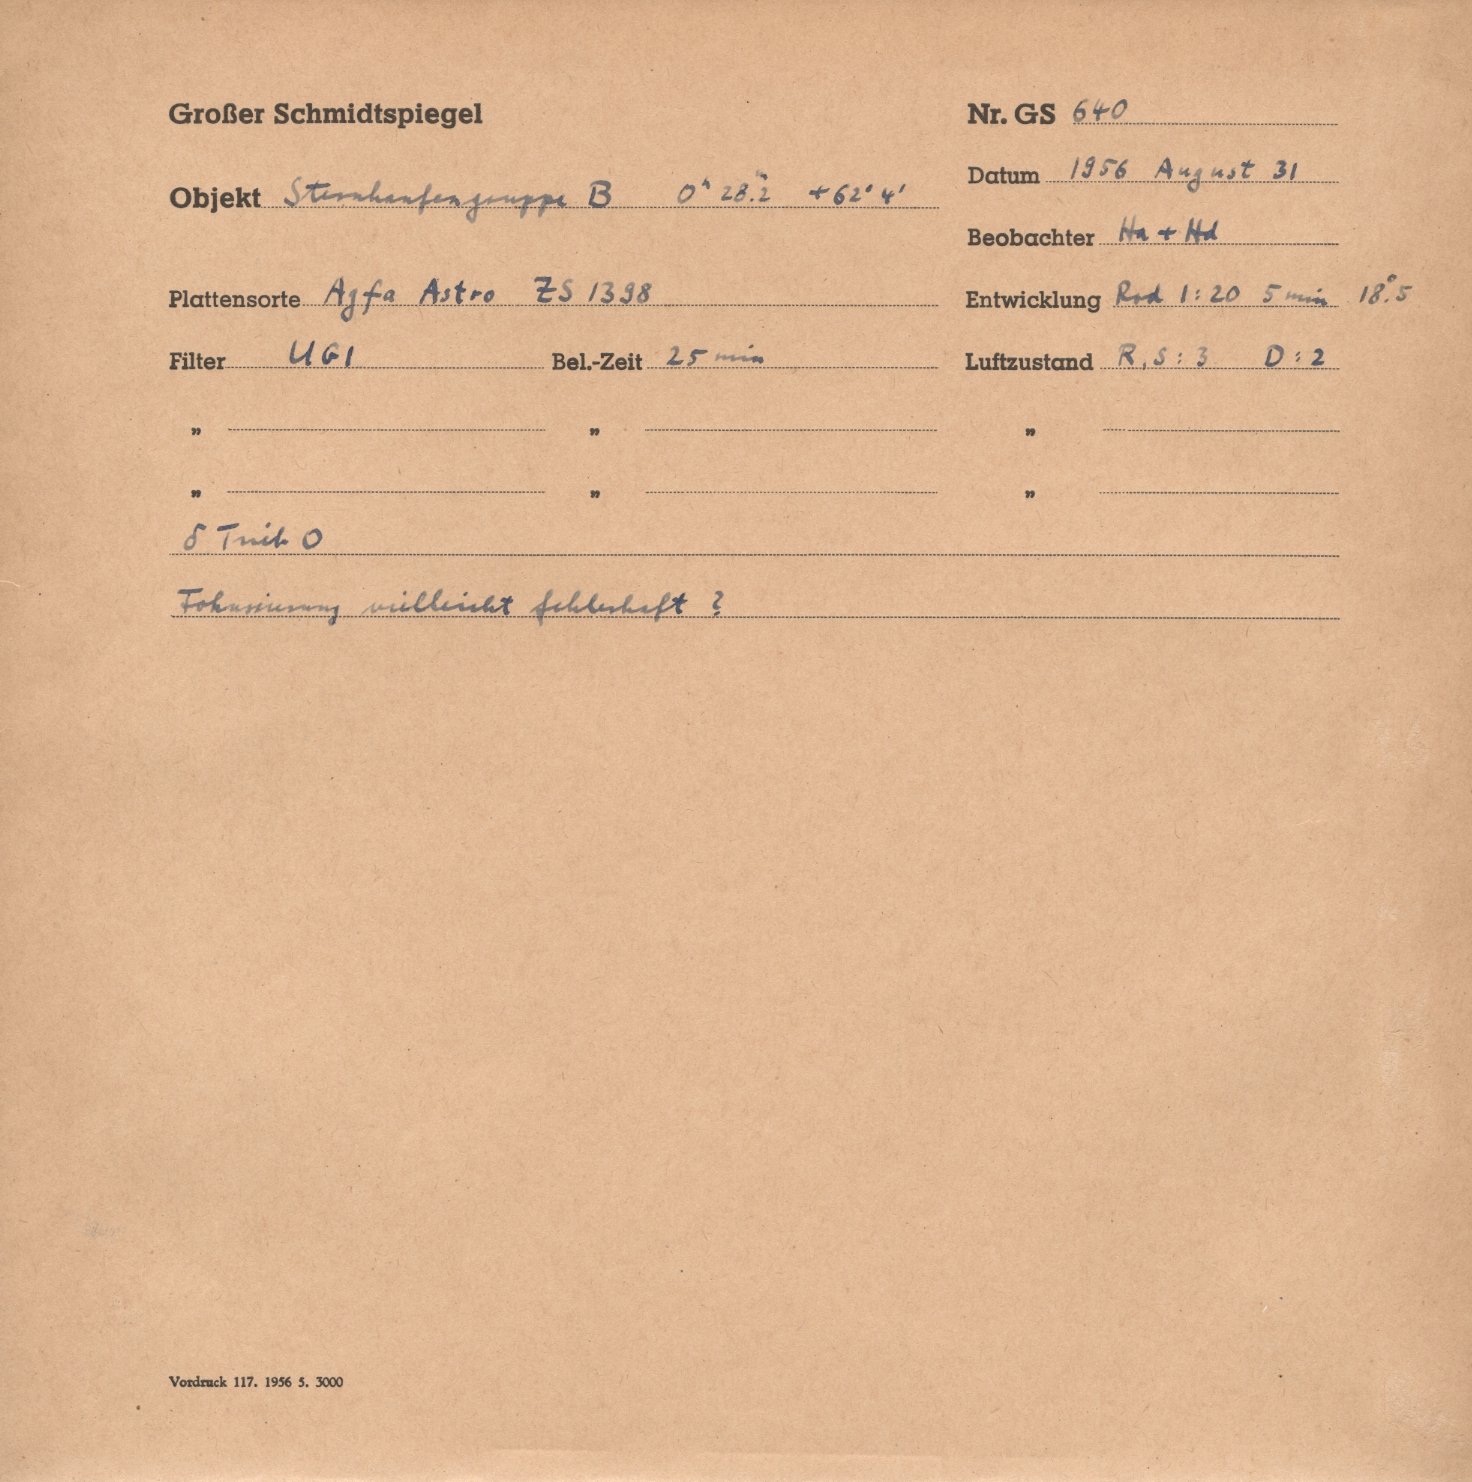 Großer Schmidtspiegel Nr. GS 640
Datum 1956 August 31
Objekt Sternhaufengruppe B 0ʰ 28ᵐ.2 +62° 4'
Beobachter Ha + Hd
Plattensorte Agfa Astro ZS 1398 Entwicklung Rod 1:20 5 min 18°.5
Filter UG1 Bel.-Zeit 25 min Luftzustand R, S: 3 D: 2
„ „ „
„ „ „
δ Trieb 0
Fokussierung vielleicht fehlerhaft ?
Vordruck 117. 1956 5. 3000